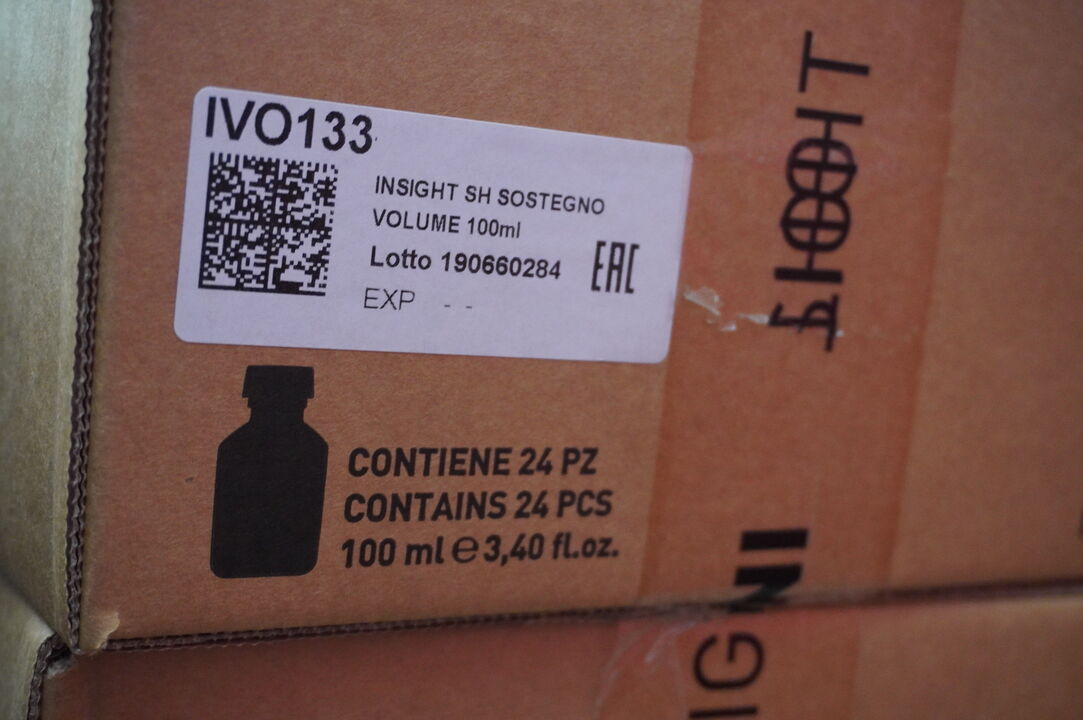 IVO133
INSIGHT SH SOSTEGNO
VOLUME 100ml
Lotto 190660284
EAC
EXP - -
CONTIENE 24 PZ
CONTAINS 24 PCS
100 ml ℮ 3,40 fl.oz.